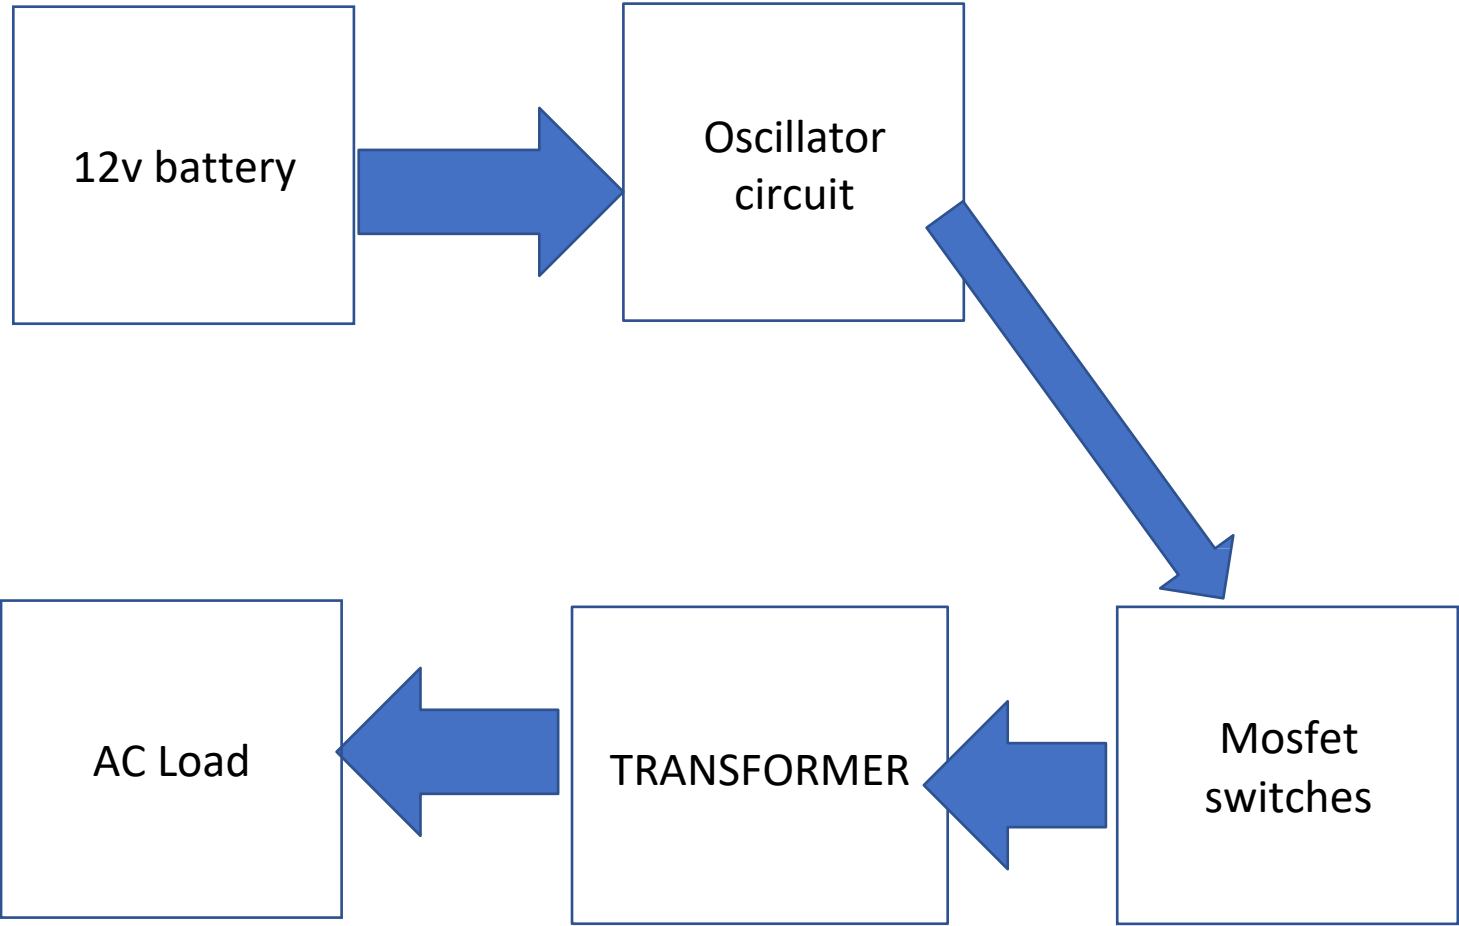 12v battery
Oscillator
circuit
AC Load
TRANSFORMER
Mosfet
switches